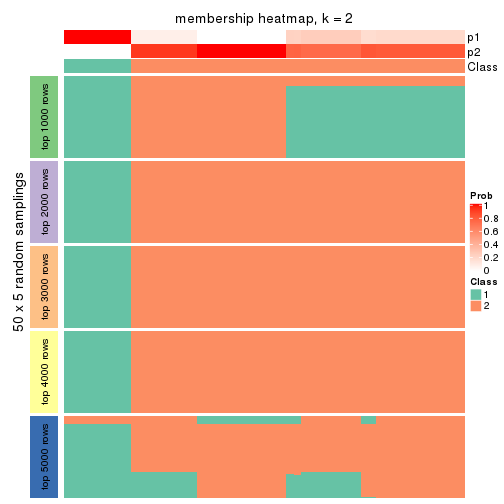 membership heatmap, k = 2
p1
p2
Class
50 x 5 random samplings
top 1000 rows
top 2000 rows
top 3000 rows
top 4000 rows
top 5000 rows
Prob
1
0.8
0.6
0.4
0.2
0
Class
1
2